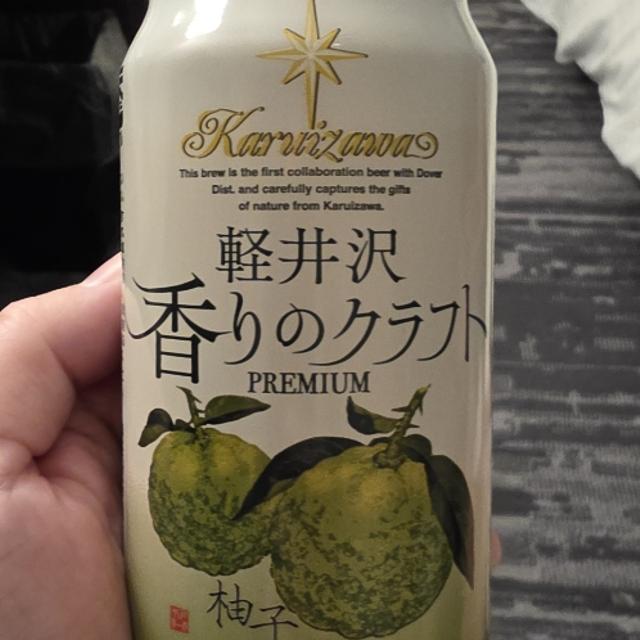 Karuizawa
This brew is the first collaboration beer with Dover
Dist. and carefully captures the gifts
of nature from Karuizawa.
軽井沢
香りのクラフト
PREMIUM
柚子